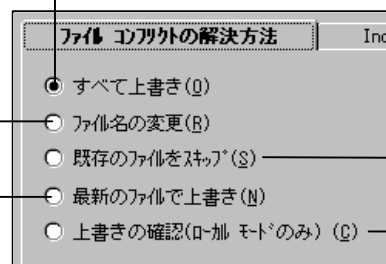 ファイル コンフリクトの解決方法
Inc
すべて上書き(O)
ファイル名の変更(R)
既存のファイルをスキップ(S)
最新のファイルで上書き(N)
上書きの確認(ローカル モードのみ) (C)